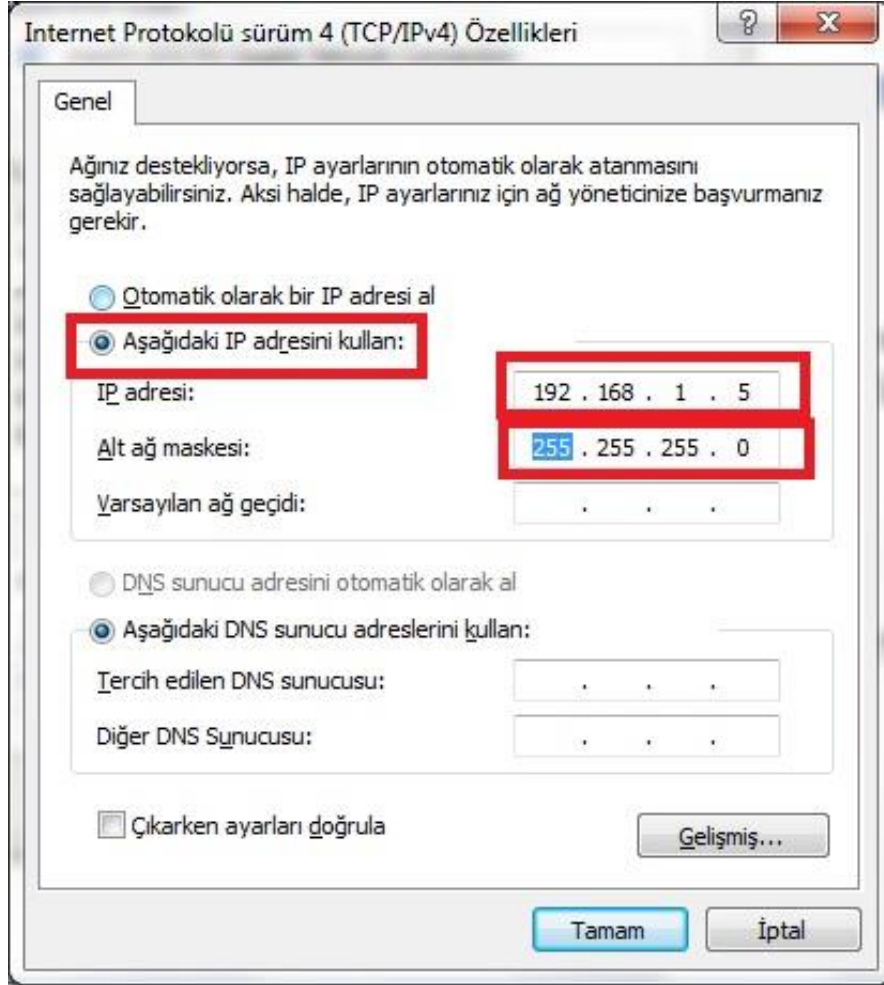 Internet Protokolü sürüm 4 (TCP/IPv4) Özellikleri
Genel
Ağınız destekliyorsa, IP ayarlarının otomatik olarak atanmasını
sağlayabilirsiniz. Aksi halde, IP ayarlarınız için ağ yöneticinize başvurmanız
gerekir.
Otomatik olarak bir IP adresi al
Aşağıdaki IP adresini kullan:
IP adresi: 192 . 168 . 1 . 5
Alt ağ maskesi: 255 . 255 . 255 . 0
Varsayılan ağ geçidi: . . .
DNS sunucu adresini otomatik olarak al
Aşağıdaki DNS sunucu adreslerini kullan:
Tercih edilen DNS sunucusu: . . .
Diğer DNS Sunucusu: . . .
Çıkarken ayarları doğrula
Gelişmiş...
Tamam İptal